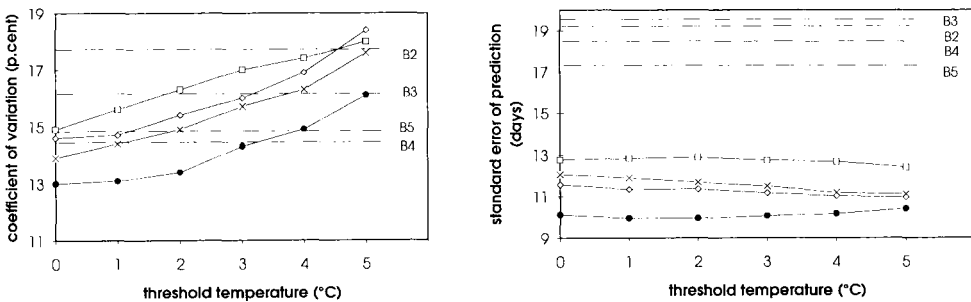 coefficient of variation (p.cent)
19
17
15
13
11
B2
B3
B5
B4
0 1 2 3 4 5
threshold temperature (°C)
standard error of prediction
(days)
19
17
13
11
9
B3
B2
B4
B5
0 1 2 3 4 5
threshold temperature (°C)